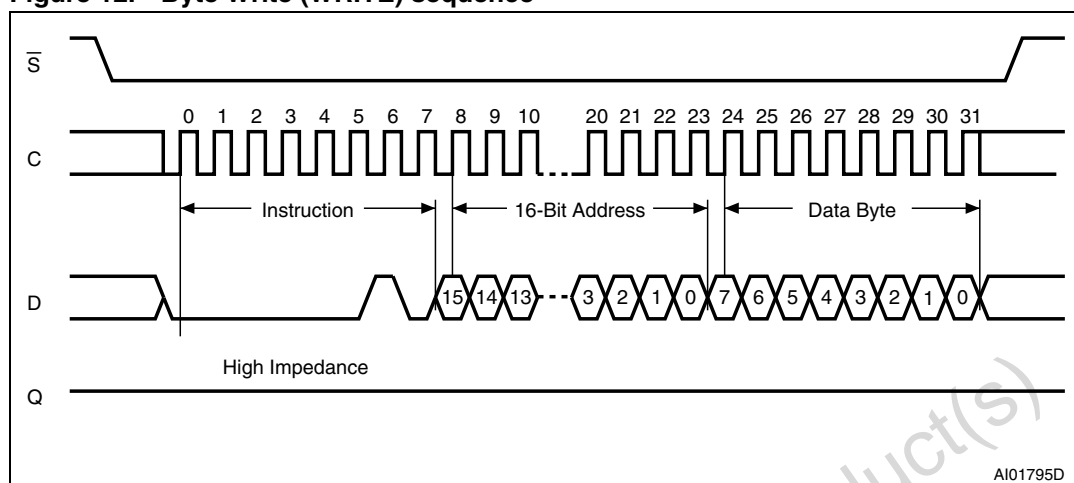 Figure 12. Byte Write (WRITE) sequence
S
0 1 2 3 4 5 6 7 8 9 10 20 21 22 23 24 25 26 27 28 29 30 31
C
Instruction 16-Bit Address Data Byte
D 15 14 13 3 2 1 0 7 6 5 4 3 2 1 0
High Impedance
Q
AI01795D